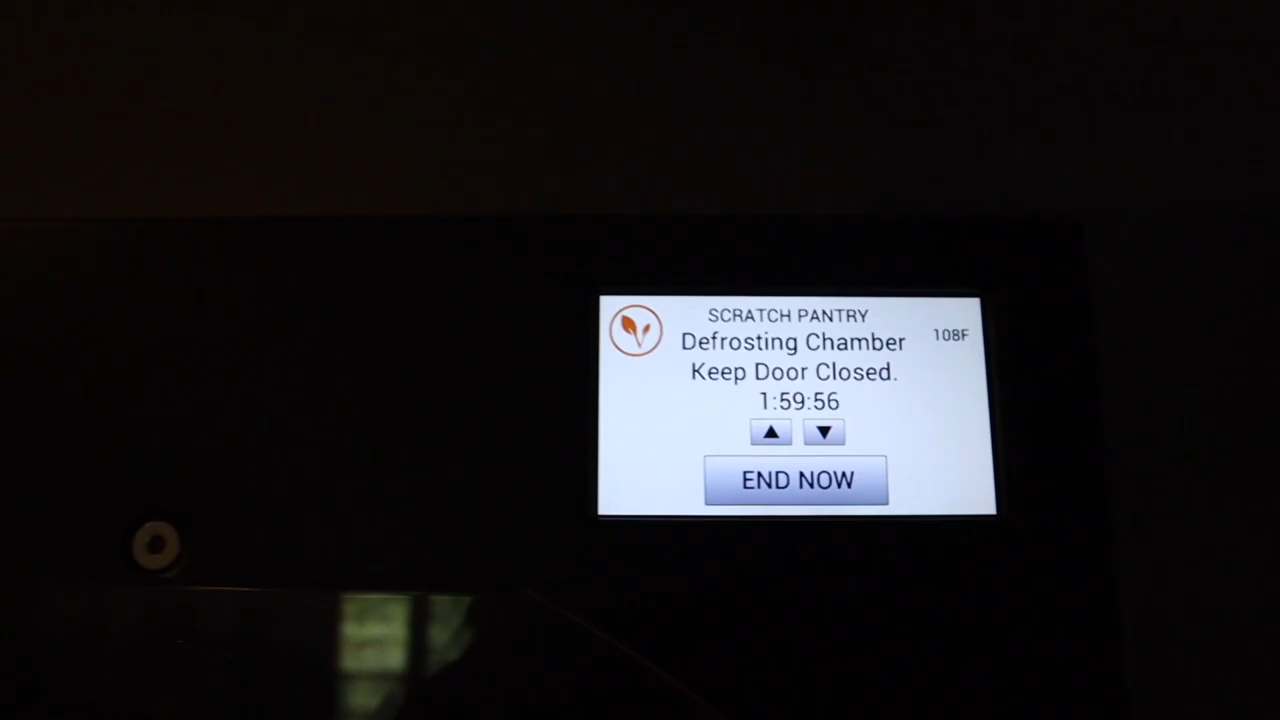 SCRATCH PANTRY
108F
Defrosting Chamber
Keep Door Closed.
1:59:56
▲ ▼
END NOW